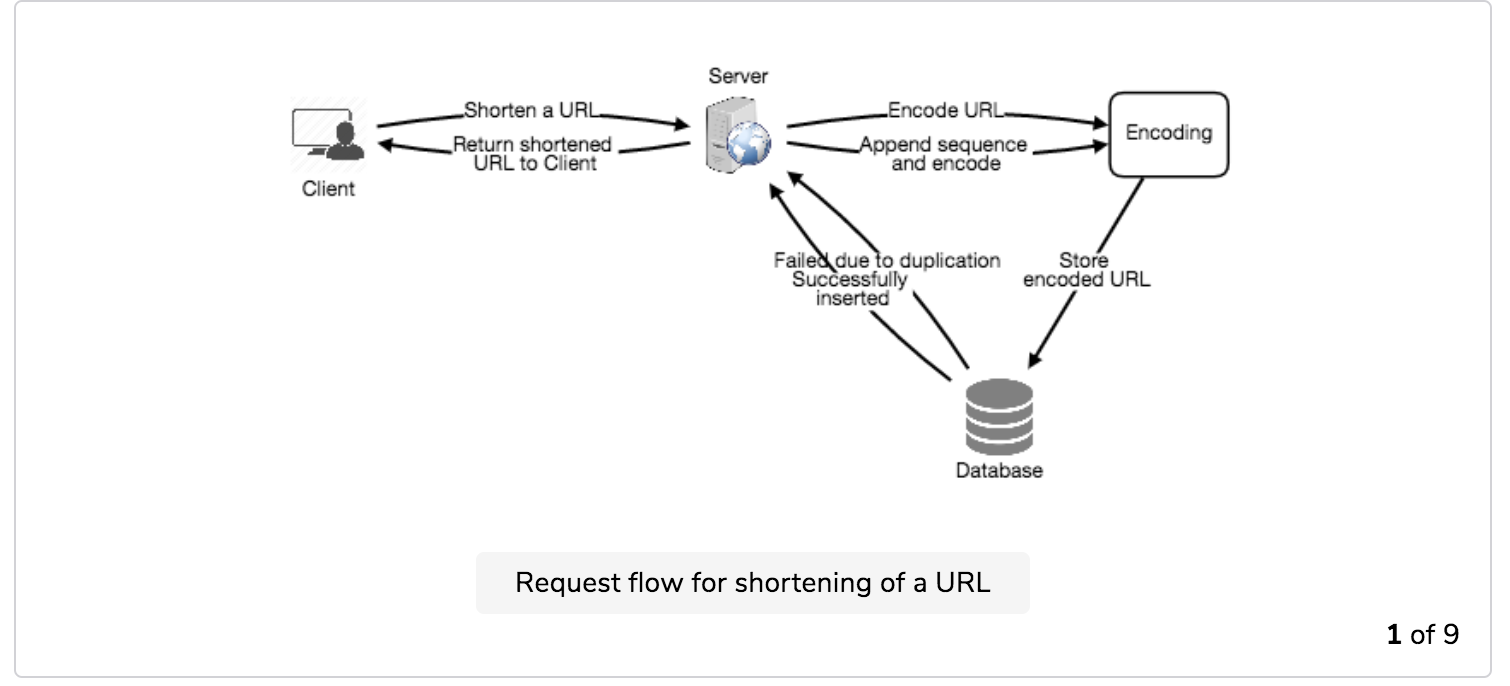 Server
Shorten a URL
Return shortened
URL to Client
Client
Encode URL
Append sequence
and encode
Encoding
Failed due to duplication
Successfully
inserted
Store
encoded URL
Database
Request flow for shortening of a URL
1 of 9